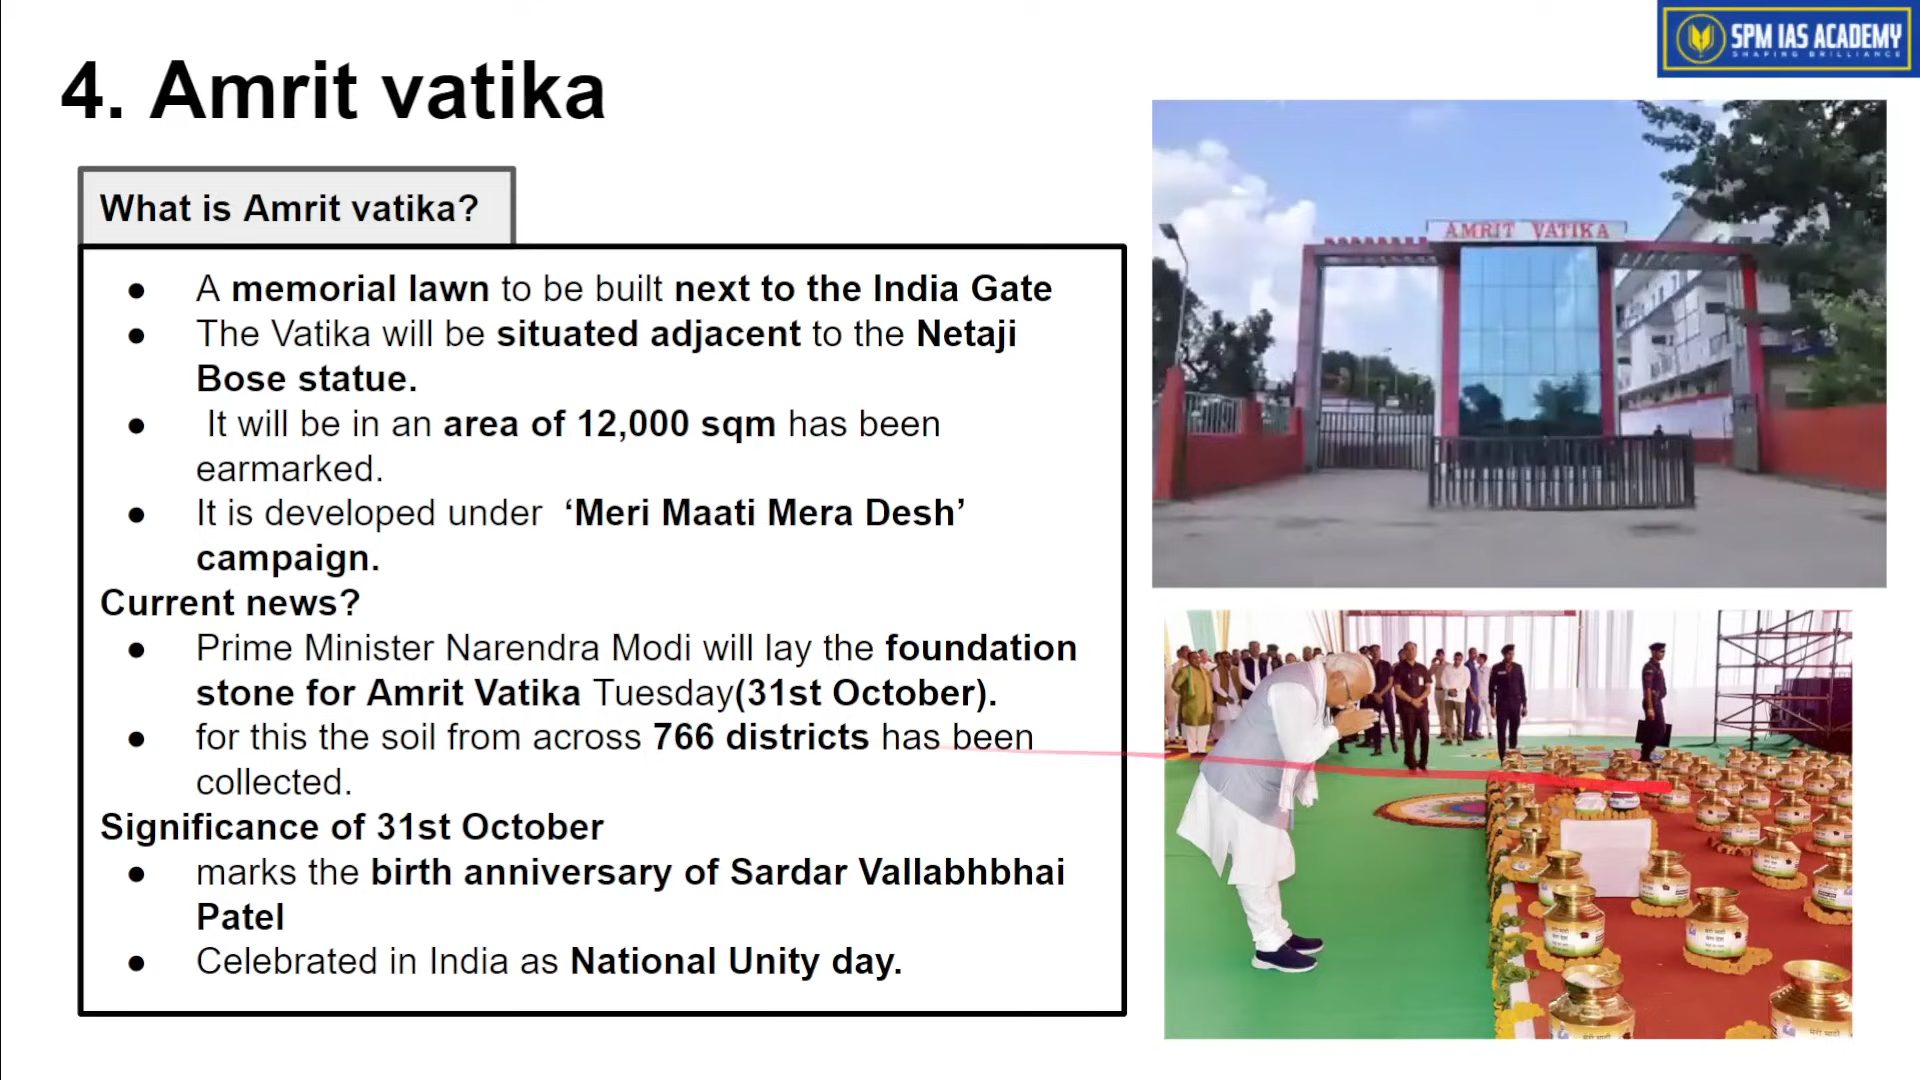 SPM IAS ACADEMY
SHAPING BRILLIANCE
4. Amrit vatika
What is Amrit vatika?
● A memorial lawn to be built next to the India Gate
● The Vatika will be situated adjacent to the Netaji
Bose statue.
● It will be in an area of 12,000 sqm has been
earmarked.
● It is developed under ‘Meri Maati Mera Desh’
campaign.
Current news?
● Prime Minister Narendra Modi will lay the foundation
stone for Amrit Vatika Tuesday(31st October).
● for this the soil from across 766 districts has been
collected.
Significance of 31st October
● marks the birth anniversary of Sardar Vallabhbhai
Patel
● Celebrated in India as National Unity day.
AMRIT VATIKA